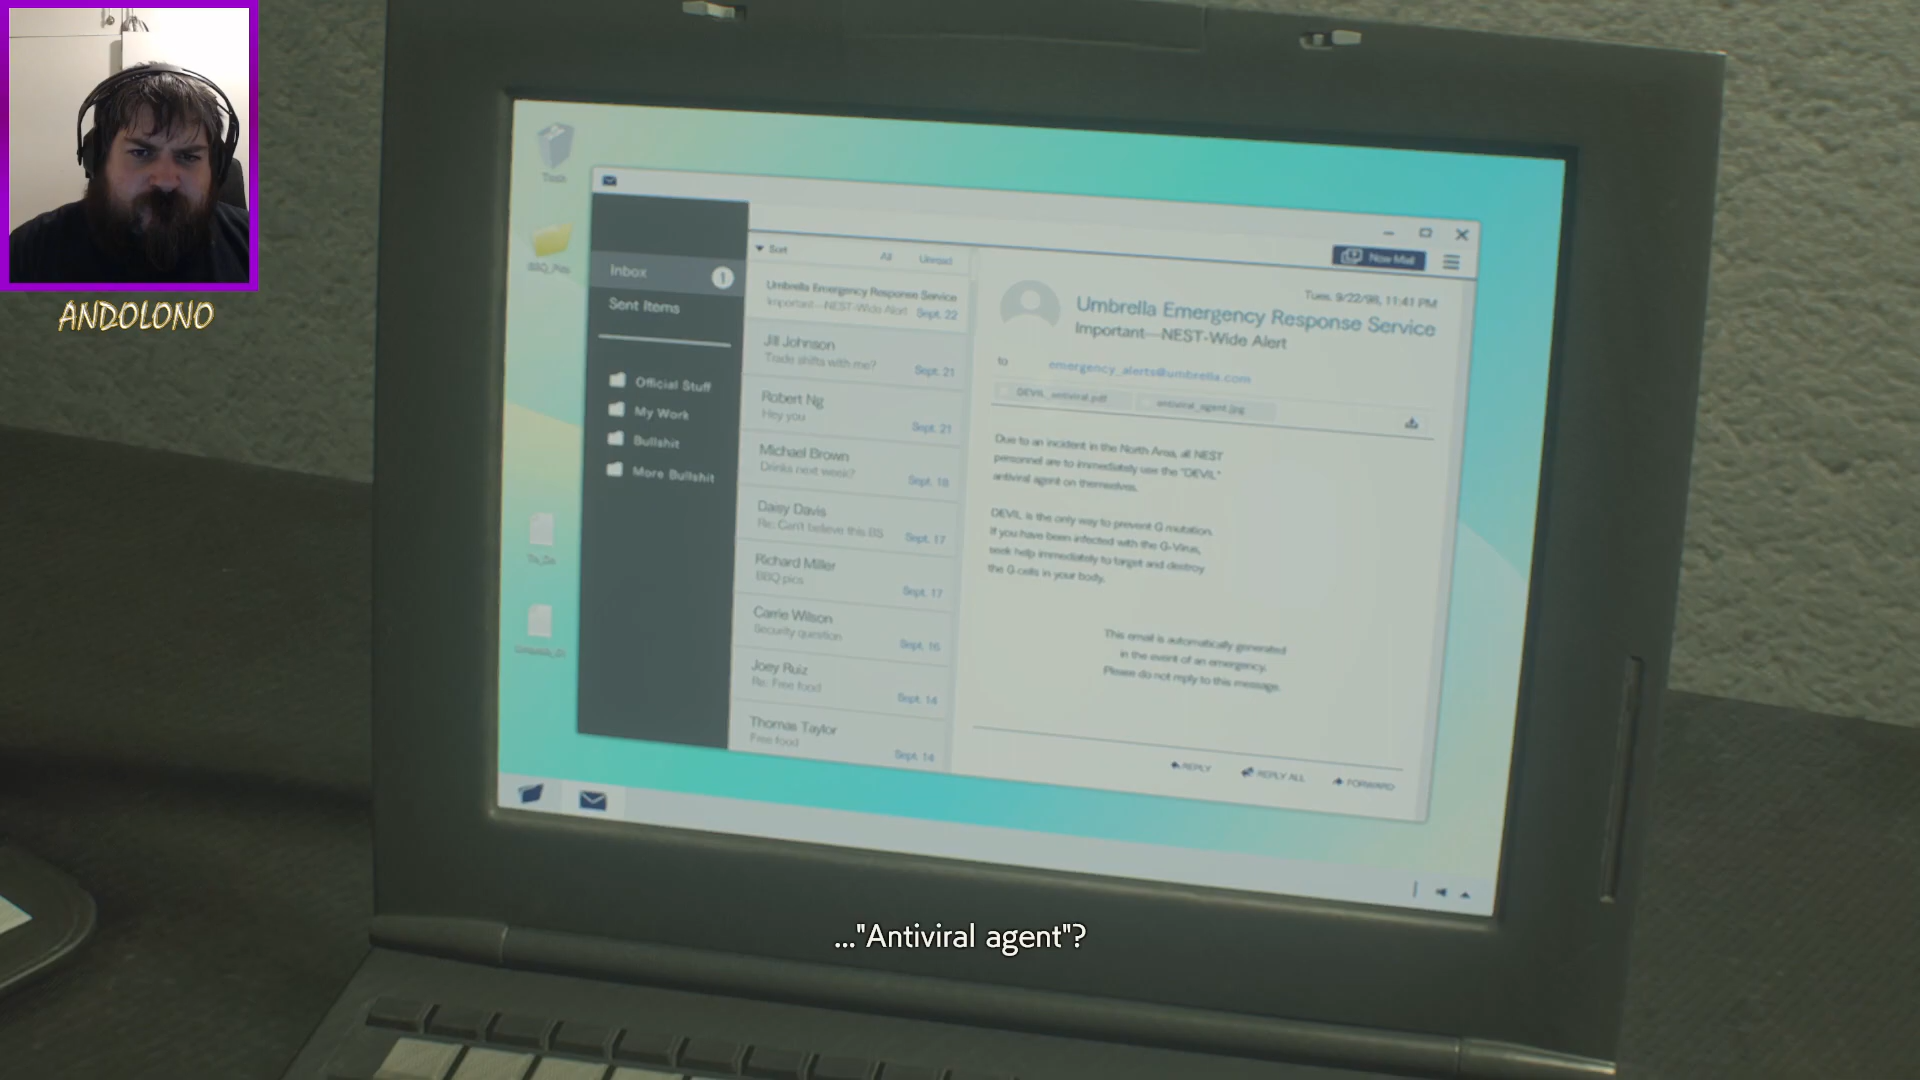 ANDOLONO
Trash
BBQ_Pics
To_Do
Inbox 1
Sent Items
Official Stuff
My Work
Bullshit
More Bullshit
Sort All Unread
Umbrella Emergency Response Service
Important—NEST-Wide Alert Sept. 22
Jill Johnson
Trade shifts with me? Sept. 21
Robert Ng
Hey you Sept. 21
Michael Brown
Drinks next week? Sept. 18
Daisy Davis
Re: Can't believe this BS Sept. 17
Richard Miller
BBQ pics Sept. 17
Carrie Wilson
Security question Sept. 16
Joey Ruiz
Re: Free food Sept. 14
Thomas Taylor
Free food Sept. 14
New Mail
Tues. 9/22/98, 11:41 PM
Umbrella Emergency Response Service
Important—NEST-Wide Alert
to emergency_alerts@umbrella.com
DEVIL_antiviral.pdf antiviral_agent.jpg
Due to an incident in the North Area, all NEST
personnel are to immediately use the "DEVIL"
antiviral agent on themselves.
DEVIL is the only way to prevent G mutation.
If you have been infected with the G-Virus,
seek help immediately to target and destroy
the G cells in your body.
This email is automatically generated
in the event of an emergency.
Please do not reply to this message.
REPLY REPLY ALL FORWARD
..."Antiviral agent"?